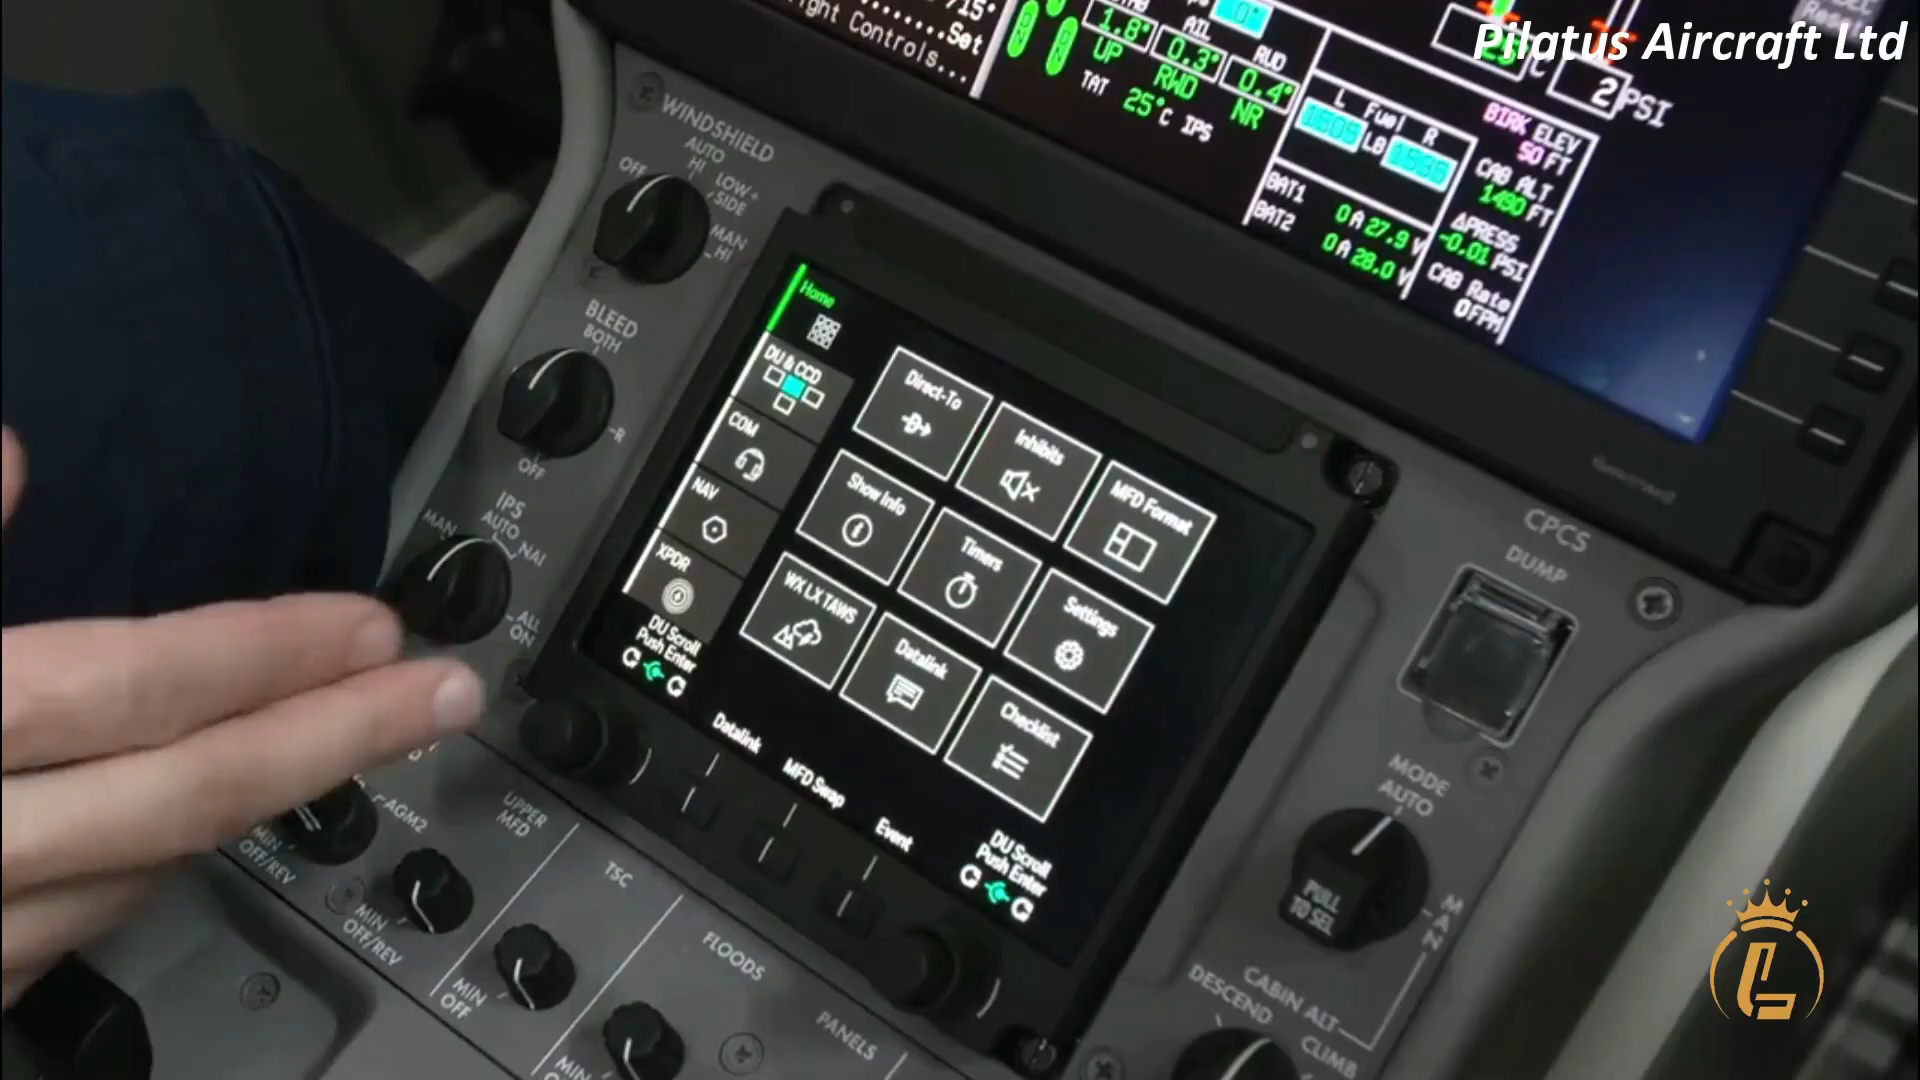 Pilatus Aircraft Ltd
15°
Set
ght Controls...
1.8°
UP
AIL
0.3°
RWD
RUD
0.4°
NR
TAT 25°C IPS
0°
2 PSI
L Fuel R
LB
BAT1 0 A 27.9 V
BAT2 0 A 28.0 V
BIRK ELEV
50 FT
CAB ALT
1490 FT
ΔPRESS
-0.01 PSI
CAB Rate
0 FPM
WINDSHIELD
AUTO
HI
OFF
LOW+
SIDE
MAN
HI
BLEED
BOTH
R
OFF
IPS
MAN
AUTO
NAI
ALL
ON
Home
DU & CCD
COM
NAV
XPDR
DU Scroll
Push Enter
Direct-To
Inhibits
MFD Format
Show Info
Timers
Settings
WX LX TAWS
Datalink
Checklist
Datalink
MFD Swap
Event
DU Scroll
Push Enter
CPCS
DUMP
MODE
AUTO
PULL
TO SEL
MAN
CABIN ALT
DESCEND
CLIMB
AGM2
MIN
OFF/REV
UPPER
MFD
MIN
OFF/REV
TSC
MIN
OFF
FLOODS
MIN
PANELS